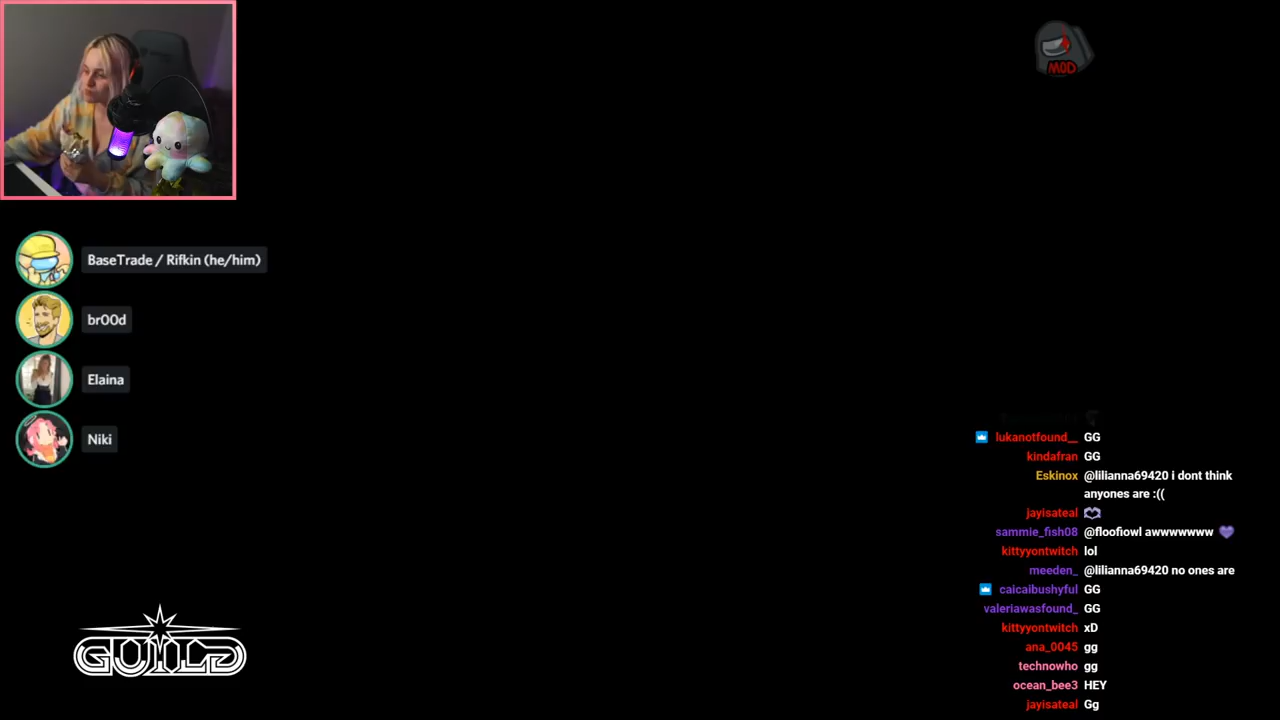 MOD
BaseTrade / Rifkin (he/him)
br00d
Elaina
Niki
lukanotfound__ GG
kindafran GG
Eskinox @lilianna69420 i dont think
anyones are :((
jayisateal
sammie_fish08 @floofiowl awwwwwww
kittyyontwitch lol
meeden_ @lilianna69420 no ones are
caicaibushyful GG
valeriawasfound_ GG
kittyyontwitch xD
ana_0045 gg
technowho gg
ocean_bee3 HEY
jayisateal Gg
GUILD